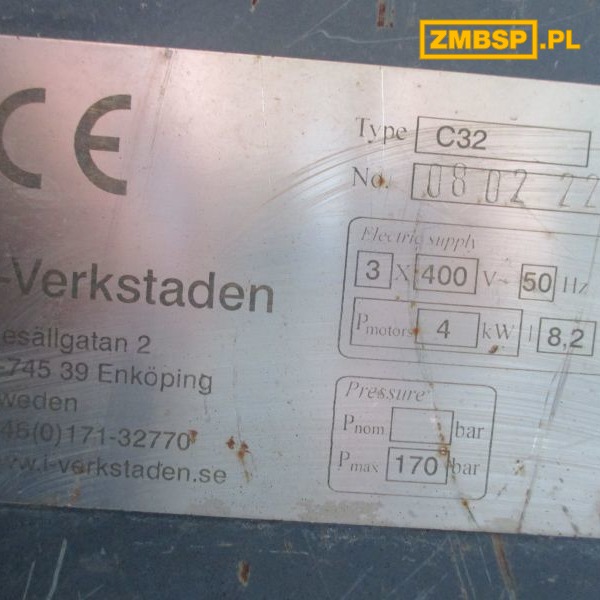 ZMBSP.PL
CE
-Verkstaden
esällgatan 2
-745 39 Enköping
weden
46(0)171-32770
ww.i-verkstaden.se
Type C32
No. 08 02 22
Electric supply
3 X 400 V~ 50 Hz
Pmotors 4 kW I 8,2
Pressure
Pnom. bar
Pmax 170 bar